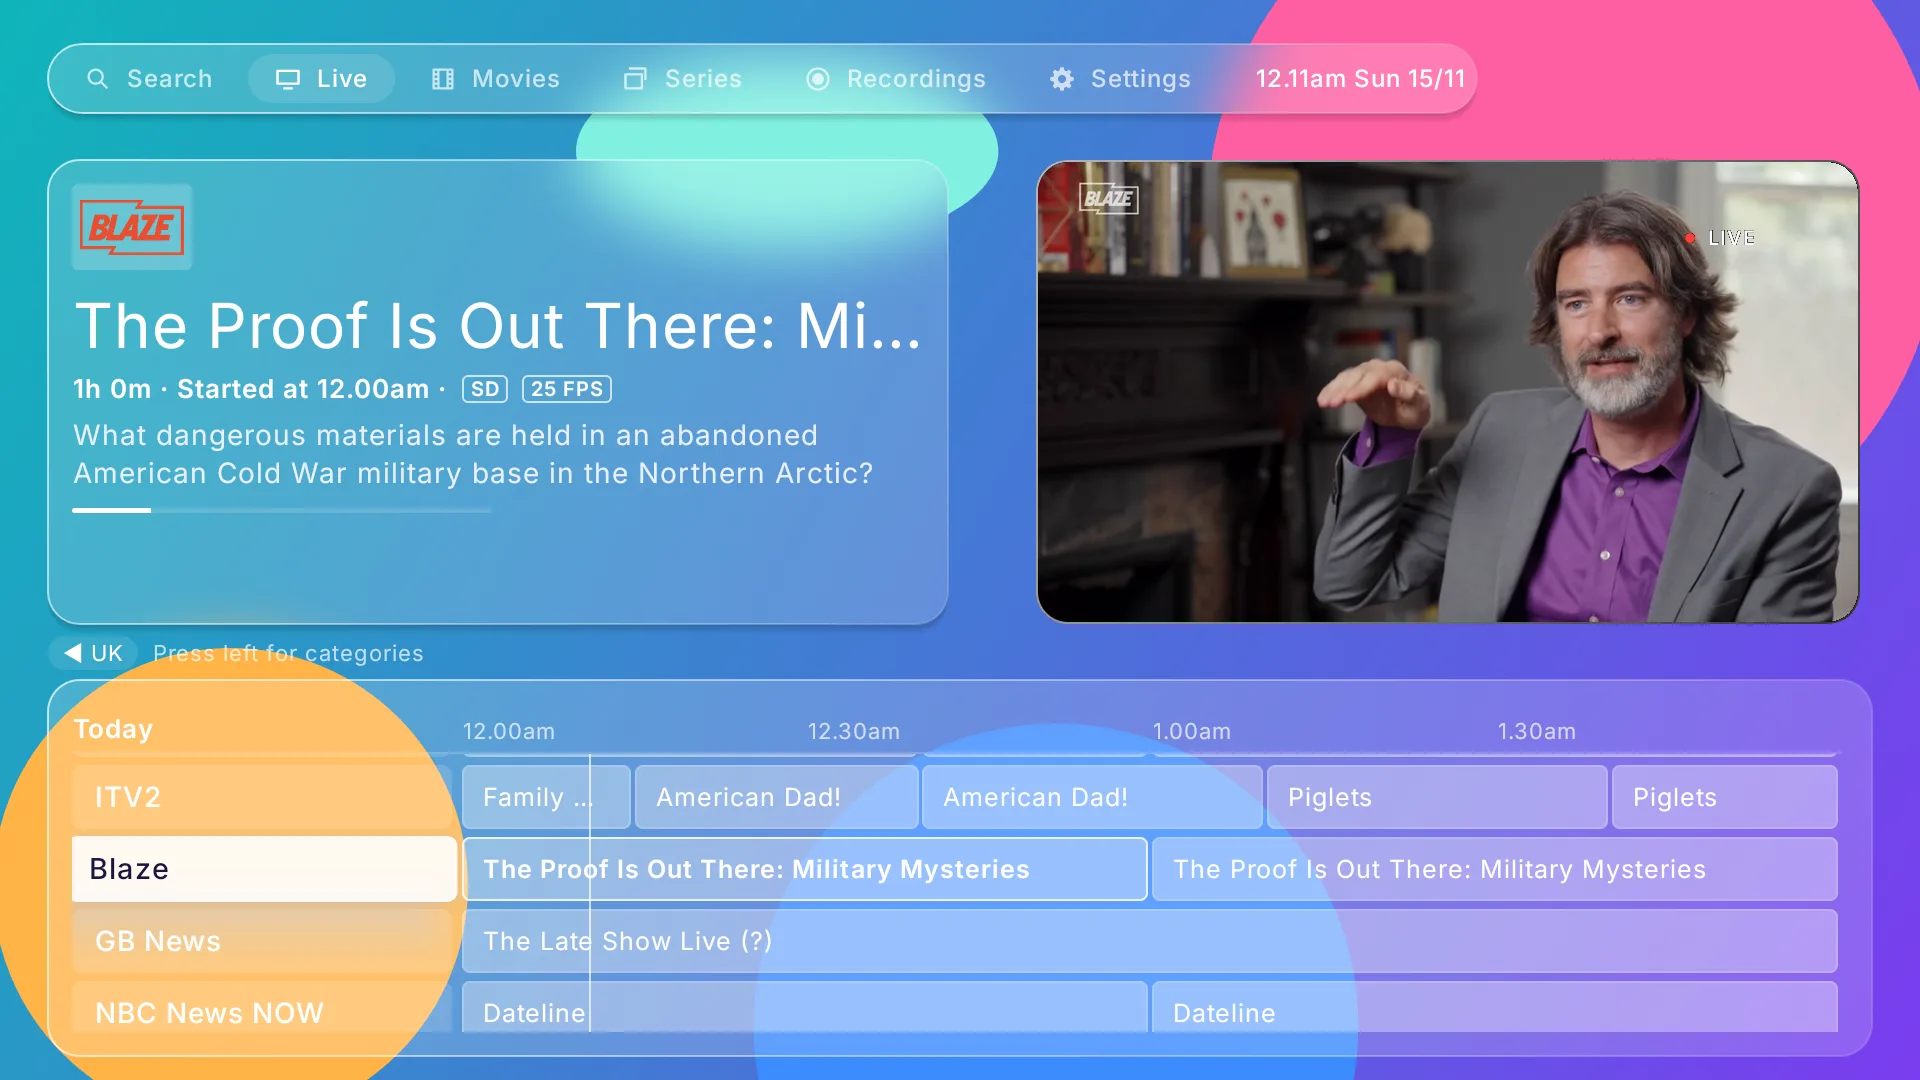 Search
Live
Movies
Series
Recordings
Settings
12.11am Sun 15/11
BLAZE
The Proof Is Out There: Mi...
1h 0m · Started at 12.00am · SD 25 FPS
What dangerous materials are held in an abandoned
American Cold War military base in the Northern Arctic?
BLAZE
LIVE
UK
Press left for categories
Today
12.00am
12.30am
1.00am
1.30am
ITV2
Family ...
American Dad!
American Dad!
Piglets
Piglets
Blaze
The Proof Is Out There: Military Mysteries
The Proof Is Out There: Military Mysteries
GB News
The Late Show Live (?)
NBC News NOW
Dateline
Dateline